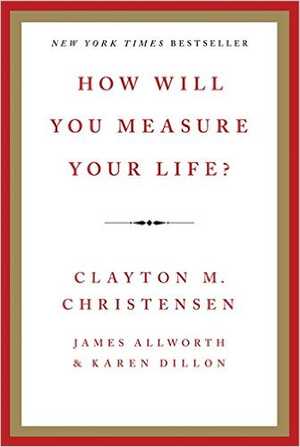 NEW YORK TIMES BESTSELLER
HOW WILL
YOU MEASURE
YOUR LIFE?
CLAYTON M.
CHRISTENSEN
JAMES ALLWORTH
& KAREN DILLON